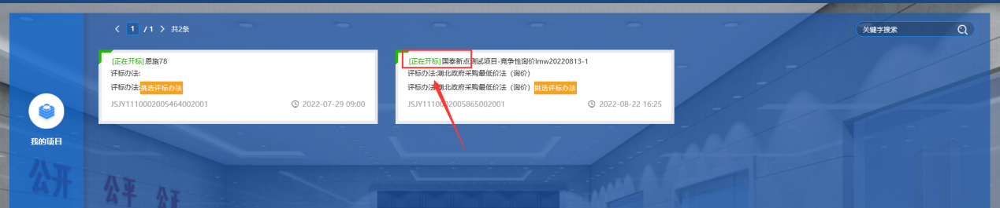 1 / 1 共2条
关键字搜索
[正在开标]恩施78
评标办法:
评标办法:挑选评标办法
JSJY1110002005464002001
2022-07-29 09:00
[正在开标]国泰新点测试项目-竞争性询价lmw20220813-1
评标办法:湖北政府采购最低价法（询价）
评标办法:湖北政府采购最低价法（询价） 挑选评标办法
JSJY1110002005865002001
2022-08-22 16:25
我的项目
公开
公平 公正